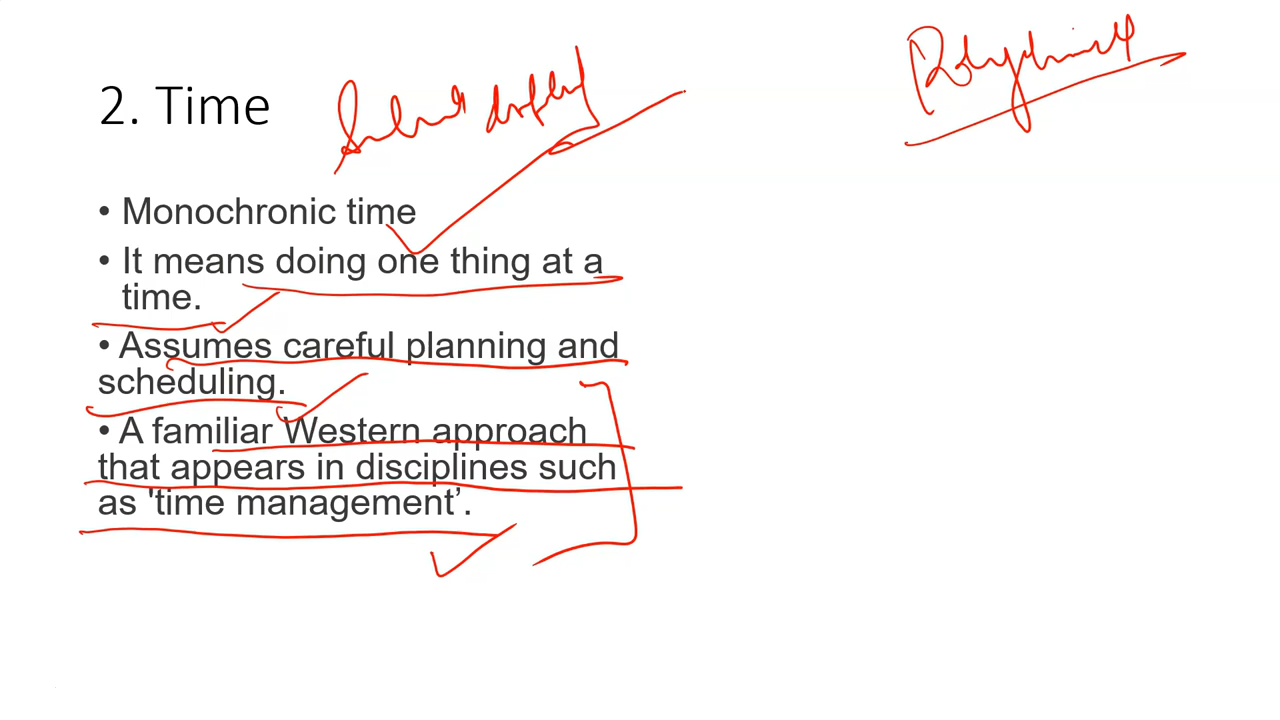 2. Time
• Monochronic time
• It means doing one thing at a
time.
• Assumes careful planning and
scheduling.
• A familiar Western approach
that appears in disciplines such
as 'time management’.